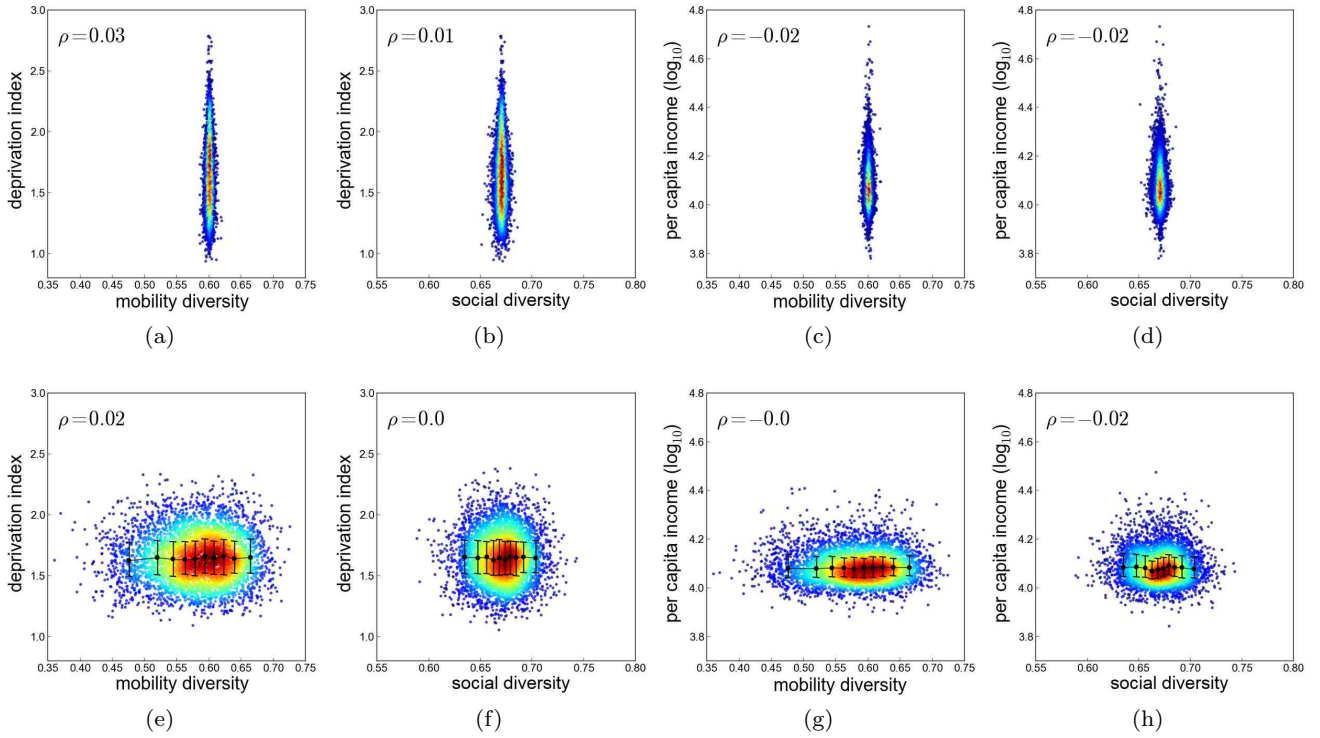 3.0
2.5
2.0
1.5
1.0
deprivation index
ρ=0.03
0.35 0.40 0.45 0.50 0.55 0.60 0.65 0.70 0.75
mobility diversity
(a)
3.0
2.5
2.0
1.5
1.0
deprivation index
ρ=0.01
0.55 0.60 0.65 0.70 0.75 0.80
social diversity
(b)
4.8
4.6
4.4
4.2
4.0
3.8
per capita income (log10)
ρ=−0.02
0.35 0.40 0.45 0.50 0.55 0.60 0.65 0.70 0.75
mobility diversity
(c)
4.8
4.6
4.4
4.2
4.0
3.8
per capita income (log10)
ρ=−0.02
0.55 0.60 0.65 0.70 0.75 0.80
social diversity
(d)
3.0
2.5
2.0
1.5
1.0
deprivation index
ρ=0.02
0.35 0.40 0.45 0.50 0.55 0.60 0.65 0.70 0.75
mobility diversity
(e)
3.0
2.5
2.0
1.5
1.0
deprivation index
ρ=0.0
0.55 0.60 0.65 0.70 0.75 0.80
social diversity
(f)
4.8
4.6
4.4
4.2
4.0
3.8
per capita income (log10)
ρ=−0.0
0.35 0.40 0.45 0.50 0.55 0.60 0.65 0.70 0.75
mobility diversity
(g)
4.8
4.6
4.4
4.2
4.0
3.8
per capita income (log10)
ρ=−0.02
0.55 0.60 0.65 0.70 0.75 0.80
social diversity
(h)